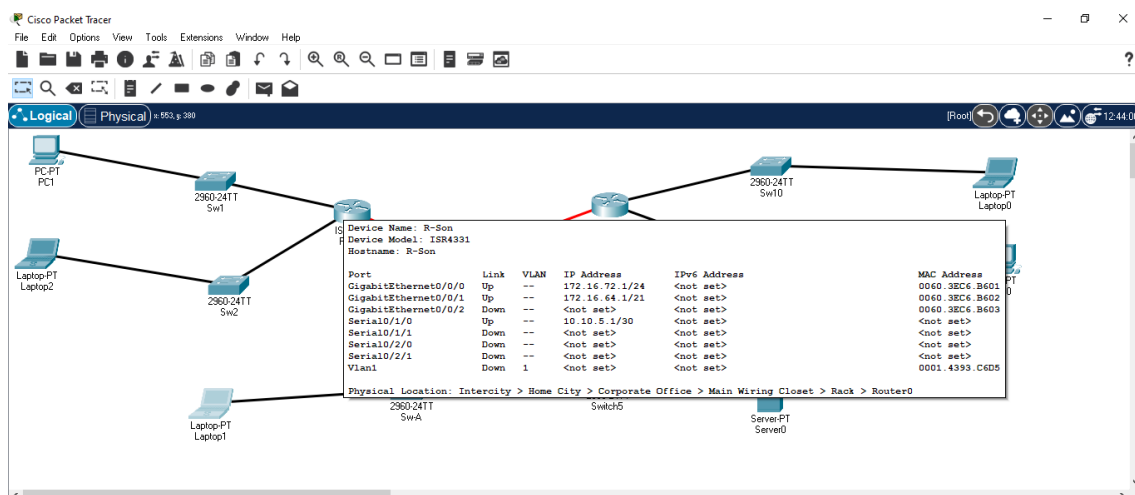 Cisco Packet Tracer
File Edit Options View Tools Extensions Window Help
?
Logical Physical x: 553, y: 380 [Root] 12:44:0
PC-PT
PC1
2960-24TT
Sw1
2960-24TT
Sw10
Laptop-PT
Laptop0
Laptop-PT
Laptop2
2960-24TT
Sw2
Device Name: R-Son
Device Model: ISR4331
Hostname: R-Son
Port Link VLAN IP Address IPv6 Address MAC Address
GigabitEthernet0/0/0 Up -- 172.16.72.1/24 <not set> 0060.3EC6.B601
GigabitEthernet0/0/1 Up -- 172.16.64.1/21 <not set> 0060.3EC6.B602
GigabitEthernet0/0/2 Down -- <not set> <not set> 0060.3EC6.B603
Serial0/1/0 Up -- 10.10.5.1/30 <not set> <not set>
Serial0/1/1 Down -- <not set> <not set> <not set>
Serial0/2/0 Down -- <not set> <not set> <not set>
Serial0/2/1 Down -- <not set> <not set> <not set>
Vlan1 Down 1 <not set> <not set> 0001.4393.C6D5
Physical Location: Intercity > Home City > Corporate Office > Main Wiring Closet > Rack > Router0
Laptop-PT
Laptop1
2960-24TT
Sw-A
Switch5
Server-PT
Server0